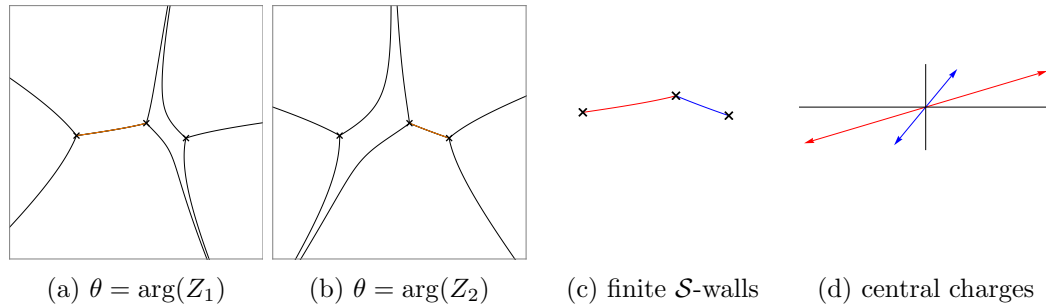 (a) θ = arg(Z₁)
(b) θ = arg(Z₂)
(c) finite 𝒮-walls
(d) central charges